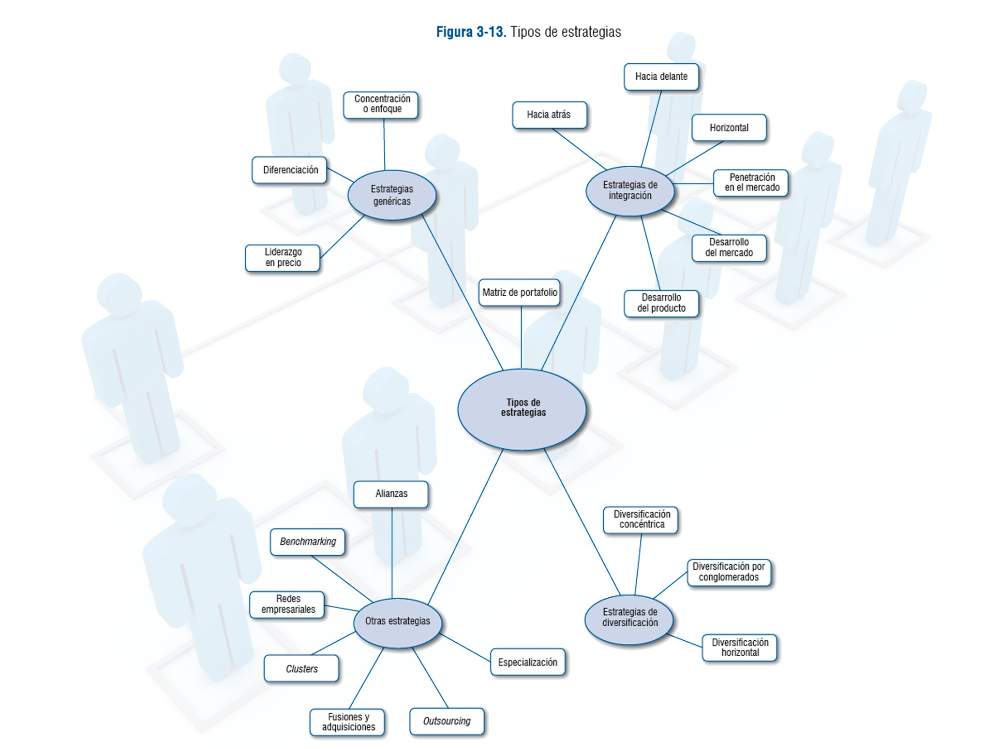 Figura 3-13. Tipos de estrategias
Hacia delante
Concentración
o enfoque
Hacia atrás
Horizontal
Diferenciación
Estrategias
genéricas
Estrategias de
integración
Penetración
en el mercado
Liderazgo
en precio
Desarrollo
del mercado
Matriz de portafolio
Desarrollo
del producto
Tipos de
estrategias
Alianzas
Diversificación
concéntrica
Benchmarking
Diversificación por
conglomerados
Redes
empresariales
Otras estrategias
Estrategias de
diversificación
Diversificación
horizontal
Clusters
Especialización
Fusiones y
adquisiciones
Outsourcing